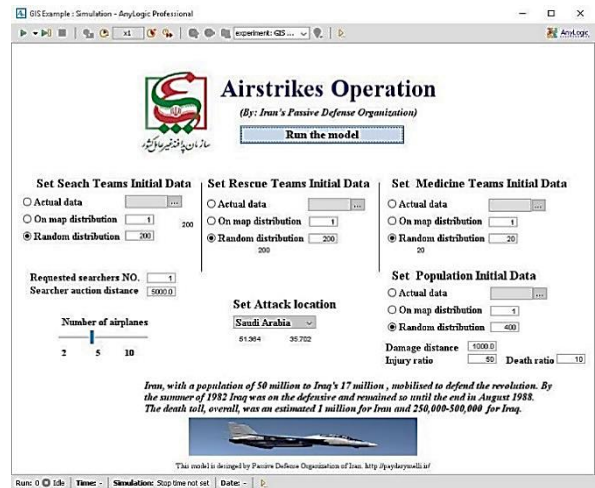 GISExample : Simulation - AnyLogic Professional
x1
experiment: GIS ...
AnyLogic
سازمان پدافند غیرعامل کشور
Airstrikes Operation
(By: Iran's Passive Defense Organization)
Run the model
Set Seach Teams Initial Data
Actual data
...
On map distribution 1
200
Random distribution 200
Requested searchers NO. 1
Searcher auction distance 5000.0
Number of airplanes
2 5 10
Set Rescue Teams Initial Data
Actual data
...
On map distribution 1
Random distribution 200
200
Set Attack location
Saudi Arabia
51.364 35.702
Set Medicine Teams Initial Data
Actual data
...
On map distribution 1
Random distribution 20
20
Set Population Initial Data
Actual data
...
On map distribution 1
Random distribution 400
Damage distance 1000.0
Injury ratio 50 Death ratio 10
Iran, with a population of 50 million to Iraq's 17 million , mobilised to defend the revolution. By
the summer of 1982 Iraq was on the defensive and remained so until the end in August 1988.
The death toll, overall, was an estimated 1 million for Iran and 250,000-500,000 for Iraq.
This model is desinged by Passive Defense Organization of Iran. http://paydarymelli.ir/
Run: 0 Idle Time: - Simulation: Stop time not set Date: -